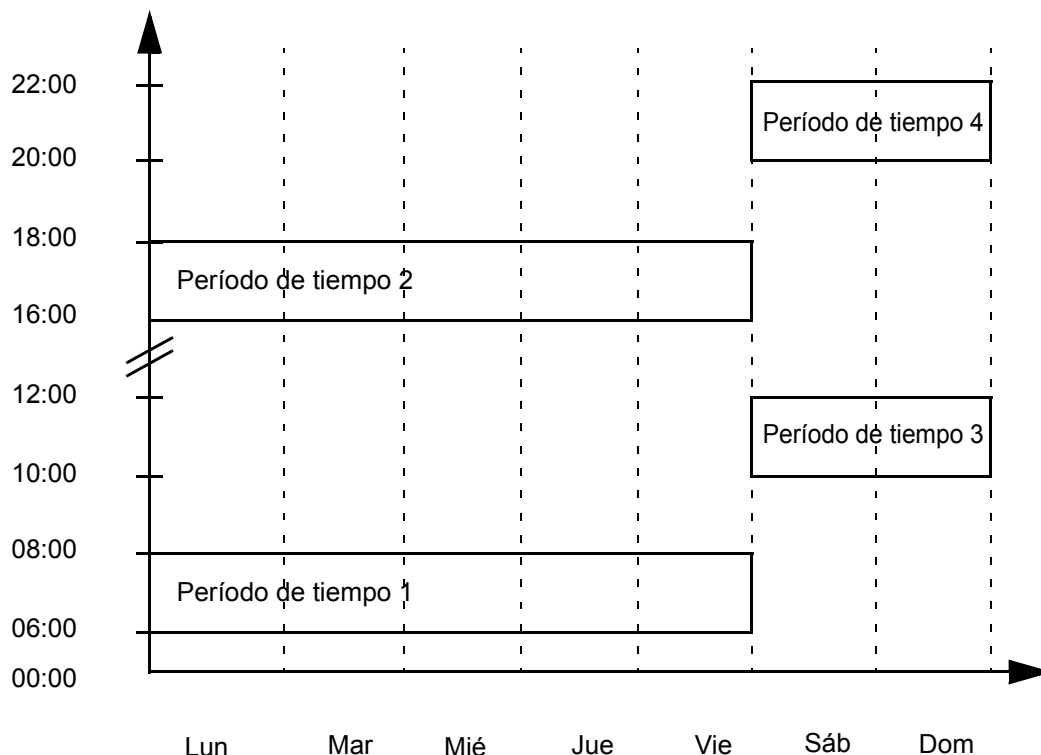 22:00
Período de tiempo 4
20:00
18:00
Período de tiempo 2
16:00
12:00
Período de tiempo 3
10:00
08:00
Período de tiempo 1
06:00
00:00
Lun Mar Mié Jue Vie Sáb Dom